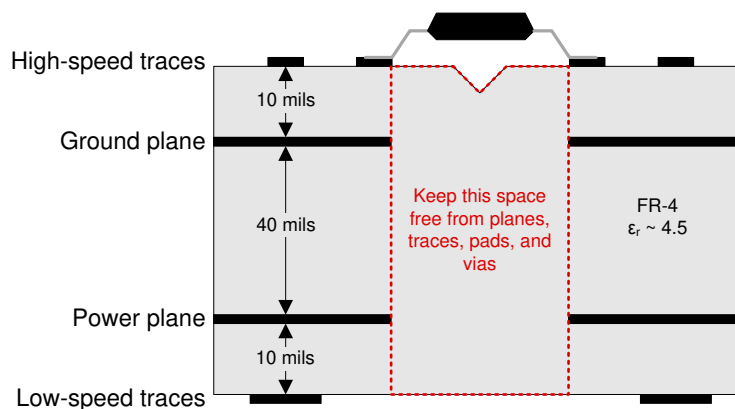 High-speed traces
10 mils
Ground plane
Keep this space
free from planes,
traces, pads, and
vias
FR-4
εr ~ 4.5
40 mils
Power plane
10 mils
Low-speed traces